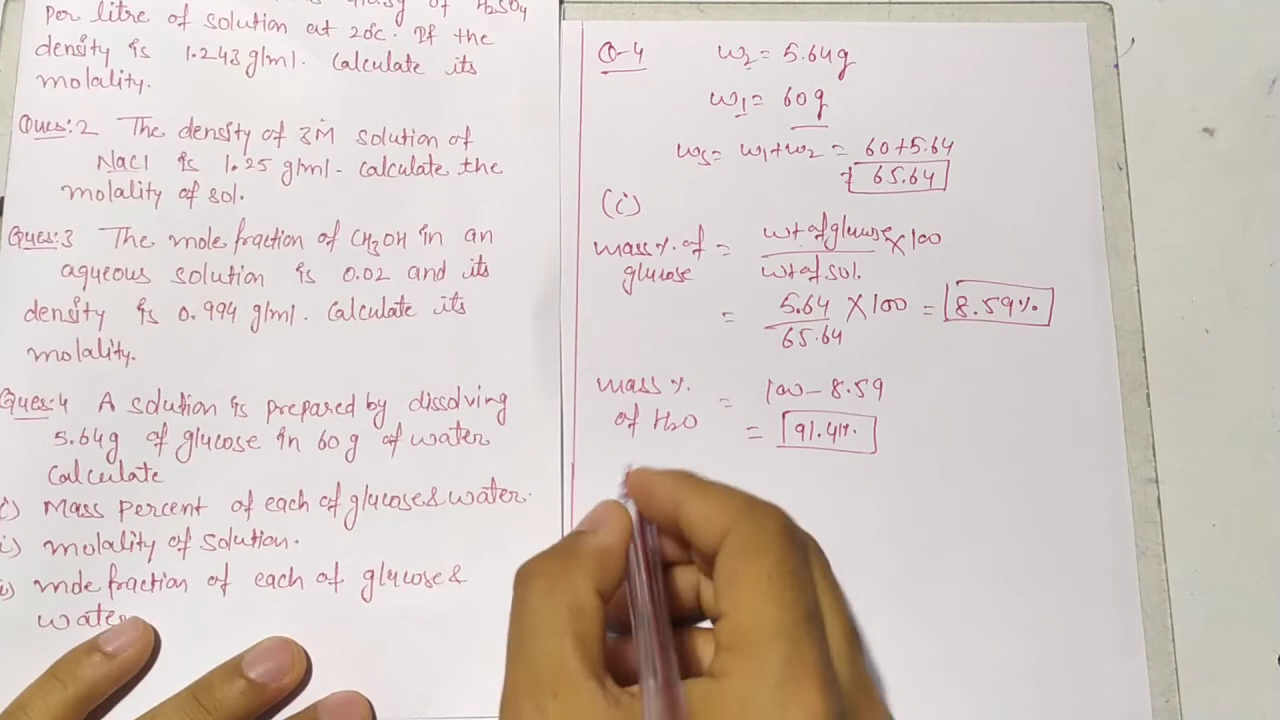 of H2SO4
Per litre of solution at 20°c. If the
density is 1.243 g/ml. Calculate its
molality.
Ques:2 The density of 3M solution of
NaCl is 1.25 g/ml. Calculate the
molality of sol.
Ques:3 The mole fraction of CH3OH in an
aqueous solution is 0.02 and its
density is 0.994 g/ml. Calculate its
molality.
Ques:4 A solution is prepared by dissolving
5.64g of glucose in 60 g of water
Calculate
i) Mass Percent of each of glucose & water.
i) molality of solution.
i) mole fraction of each of glucose &
water
Q-4 w2 = 5.64g
w1 = 60g
ws = w1+w2 = 60+5.64
= 65.64
(i)
mass %. of glucose = wt of glucose / wt of sol. × 100
= 5.64 / 65.64 × 100 = 8.59%
mass %. of H2O = 100 - 8.59
= 91.41%.